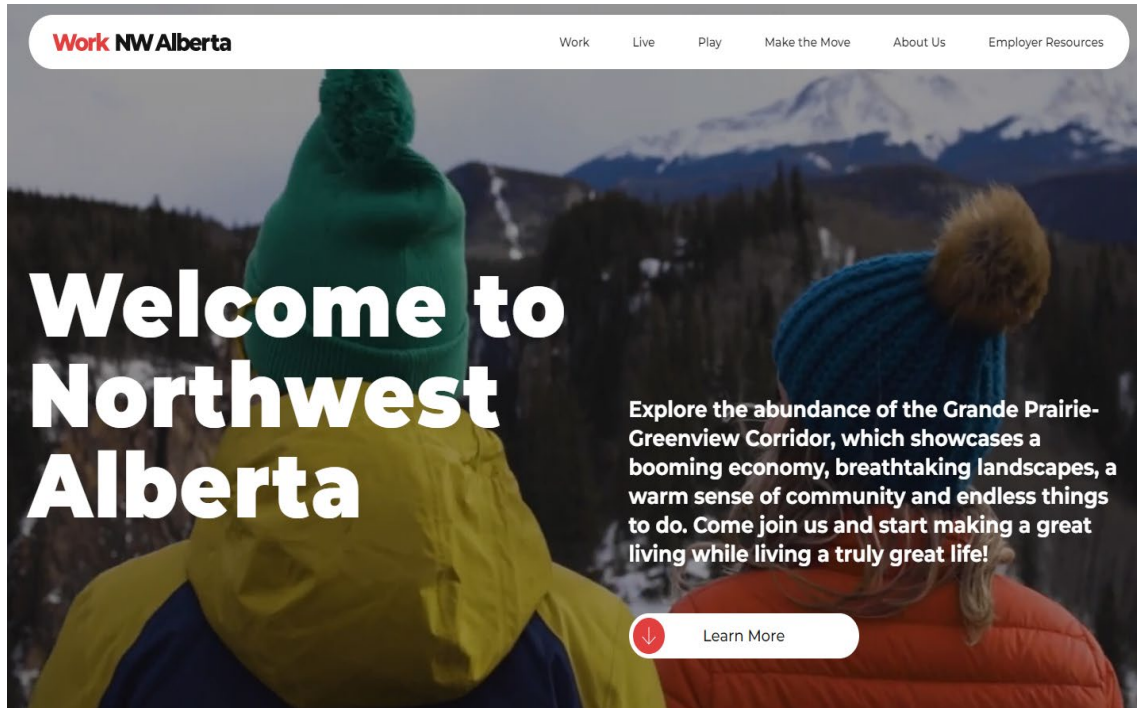 Work NW Alberta
Work
Live
Play
Make the Move
About Us
Employer Resources
Welcome to
Northwest
Alberta
Explore the abundance of the Grande Prairie-
Greenview Corridor, which showcases a
booming economy, breathtaking landscapes, a
warm sense of community and endless things
to do. Come join us and start making a great
living while living a truly great life!
Learn More